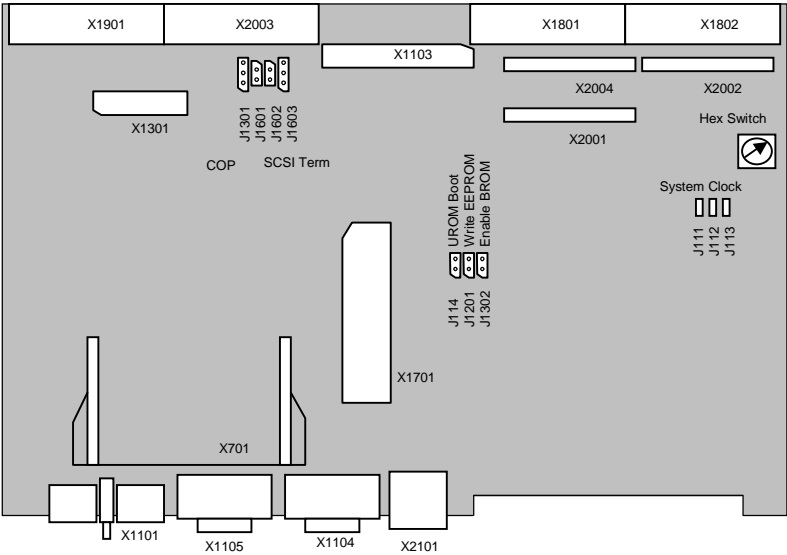 X1901
X2003
X1801
X1802
X1103
X2004
X2002
X1301
X2001
Hex Switch
J1301
J1601
J1602
J1603
COP
SCSI Term
UROM Boot
Write EEPROM
Enable BROM
System Clock
J111
J112
J113
J114
J1201
J1302
X1701
X701
X1101
X1105
X1104
X2101